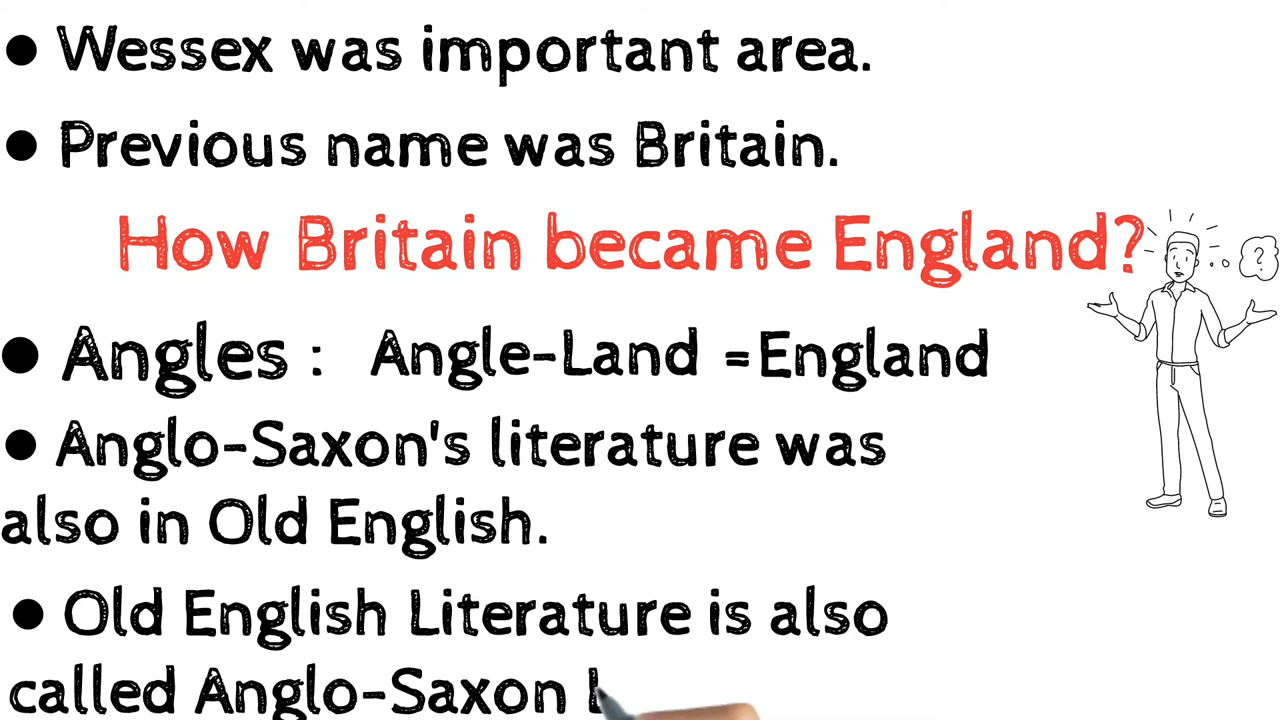 ● Wessex was important area.
● Previous name was Britain.
How Britain became England?
?
● Angles : Angle-Land =England
● Anglo-Saxon's literature was
also in Old English.
● Old English Literature is also
called Anglo-Saxon